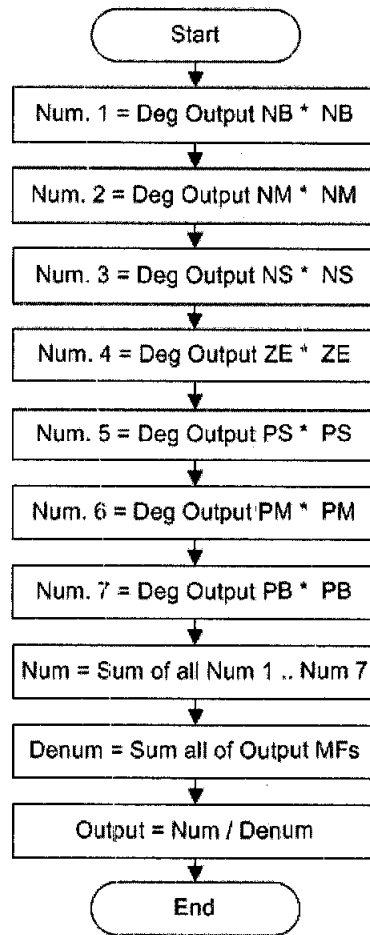 Start
Num. 1 = Deg Output NB * NB
Num. 2 = Deg Output NM * NM
Num. 3 = Deg Output NS * NS
Num. 4 = Deg Output ZE * ZE
Num. 5 = Deg Output PS * PS
Num. 6 = Deg Output PM * PM
Num. 7 = Deg Output PB * PB
Num = Sum of all Num 1 .. Num 7
Denum = Sum all of Output MFs
Output = Num / Denum
End